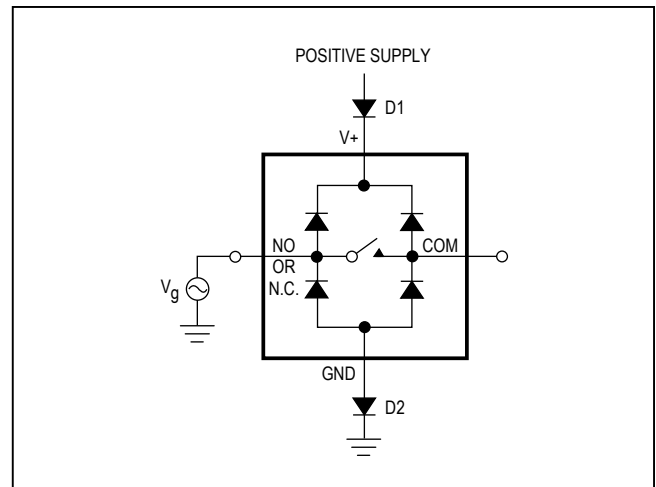 POSITIVE SUPPLY
D1
V+
NO
OR
N.C.
COM
Vg
GND
D2